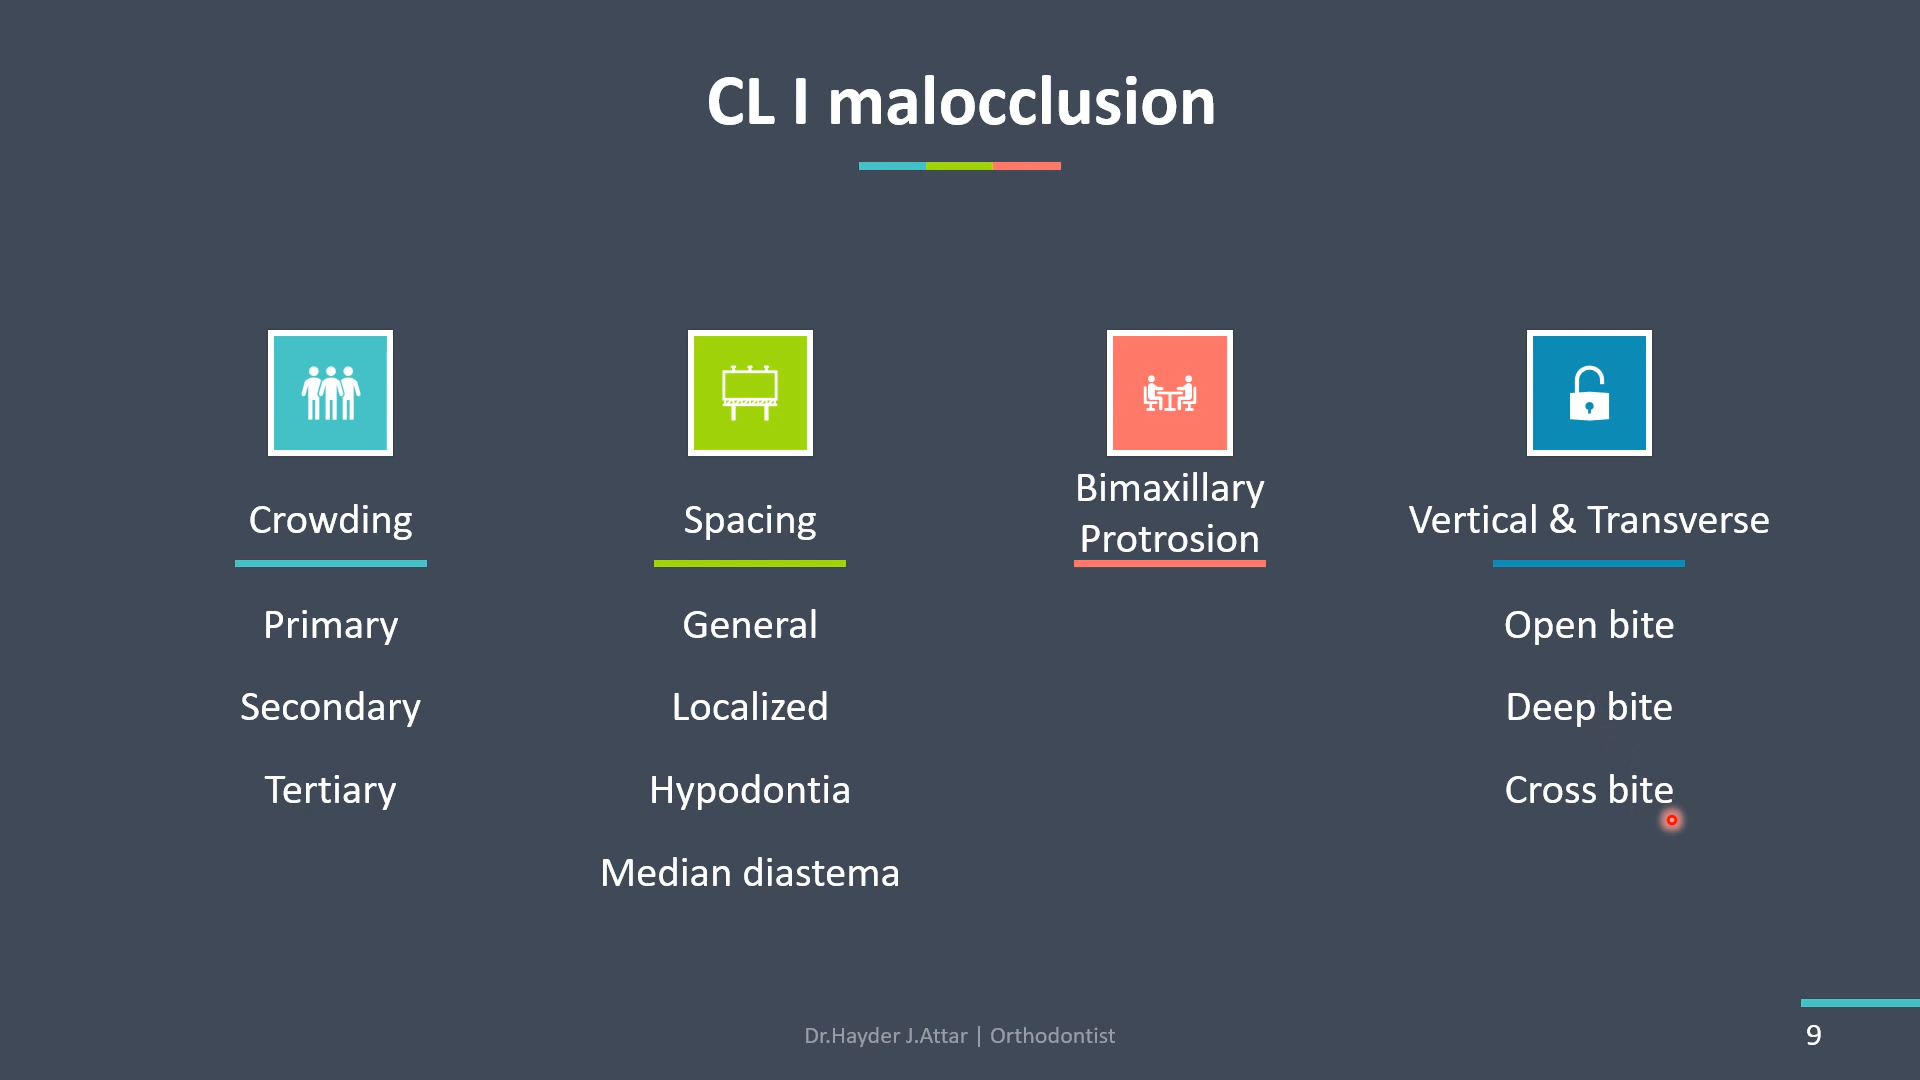 CL I malocclusion
Crowding
Primary
Secondary
Tertiary
Spacing
General
Localized
Hypodontia
Median diastema
Bimaxillary
Protrosion
Vertical & Transverse
Open bite
Deep bite
Cross bite
Dr.Hayder J.Attar | Orthodontist
9